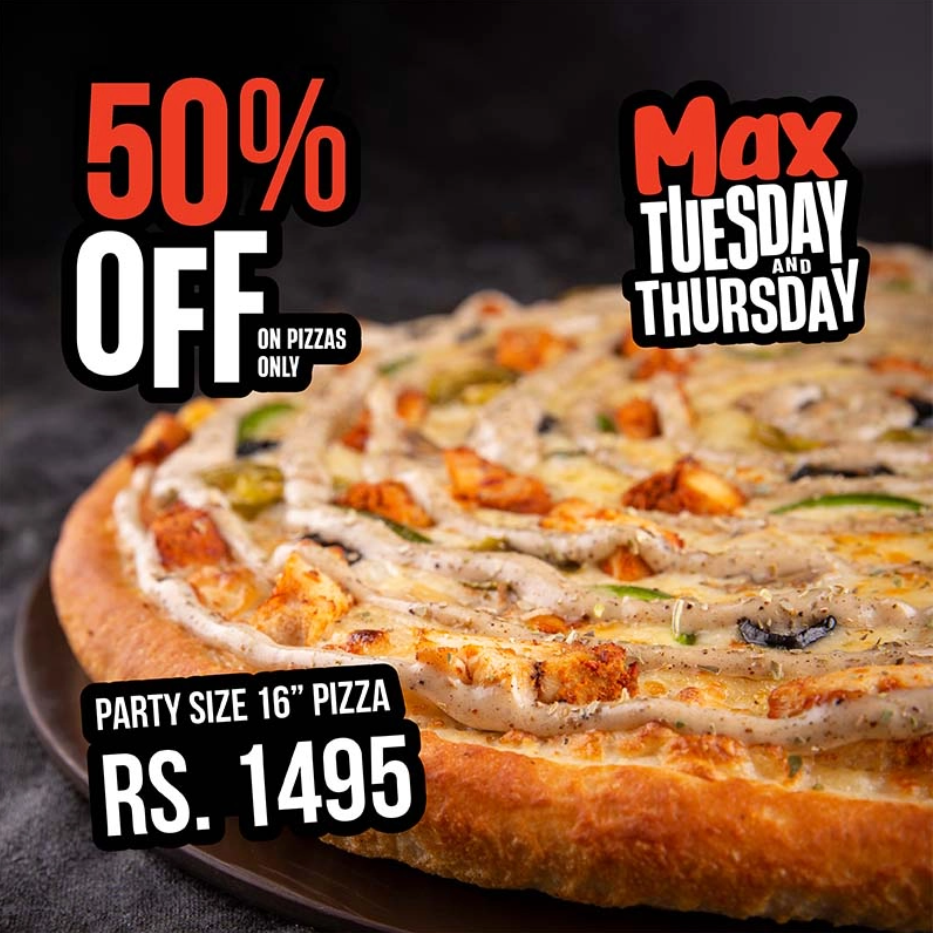 50%
OFF
ON PIZZAS
ONLY
Max
TUESDAY
AND
THURSDAY
PARTY SIZE 16” PIZZA
RS. 1495